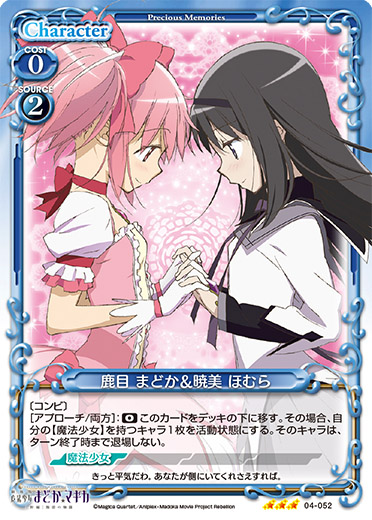 Precious Memories
Character
COST
0
SOURCE
2
鹿目 まどか&暁美 ほむら
[コンビ]
[アプローチ/両方]:0このカードをデッキの下に移す。その場合、自
分の【魔法少女】を持つキャラ1枚を活動状態にする。そのキャラは、
ターン終了時まで退場しない。
魔法少女
きっと平気だわ。あなたが側にいてくれさえすれば。
魔法少女まどか☆マギカ
©Magica Quartet/Aniplex・Madoka Movie Project Rebellion
04-052